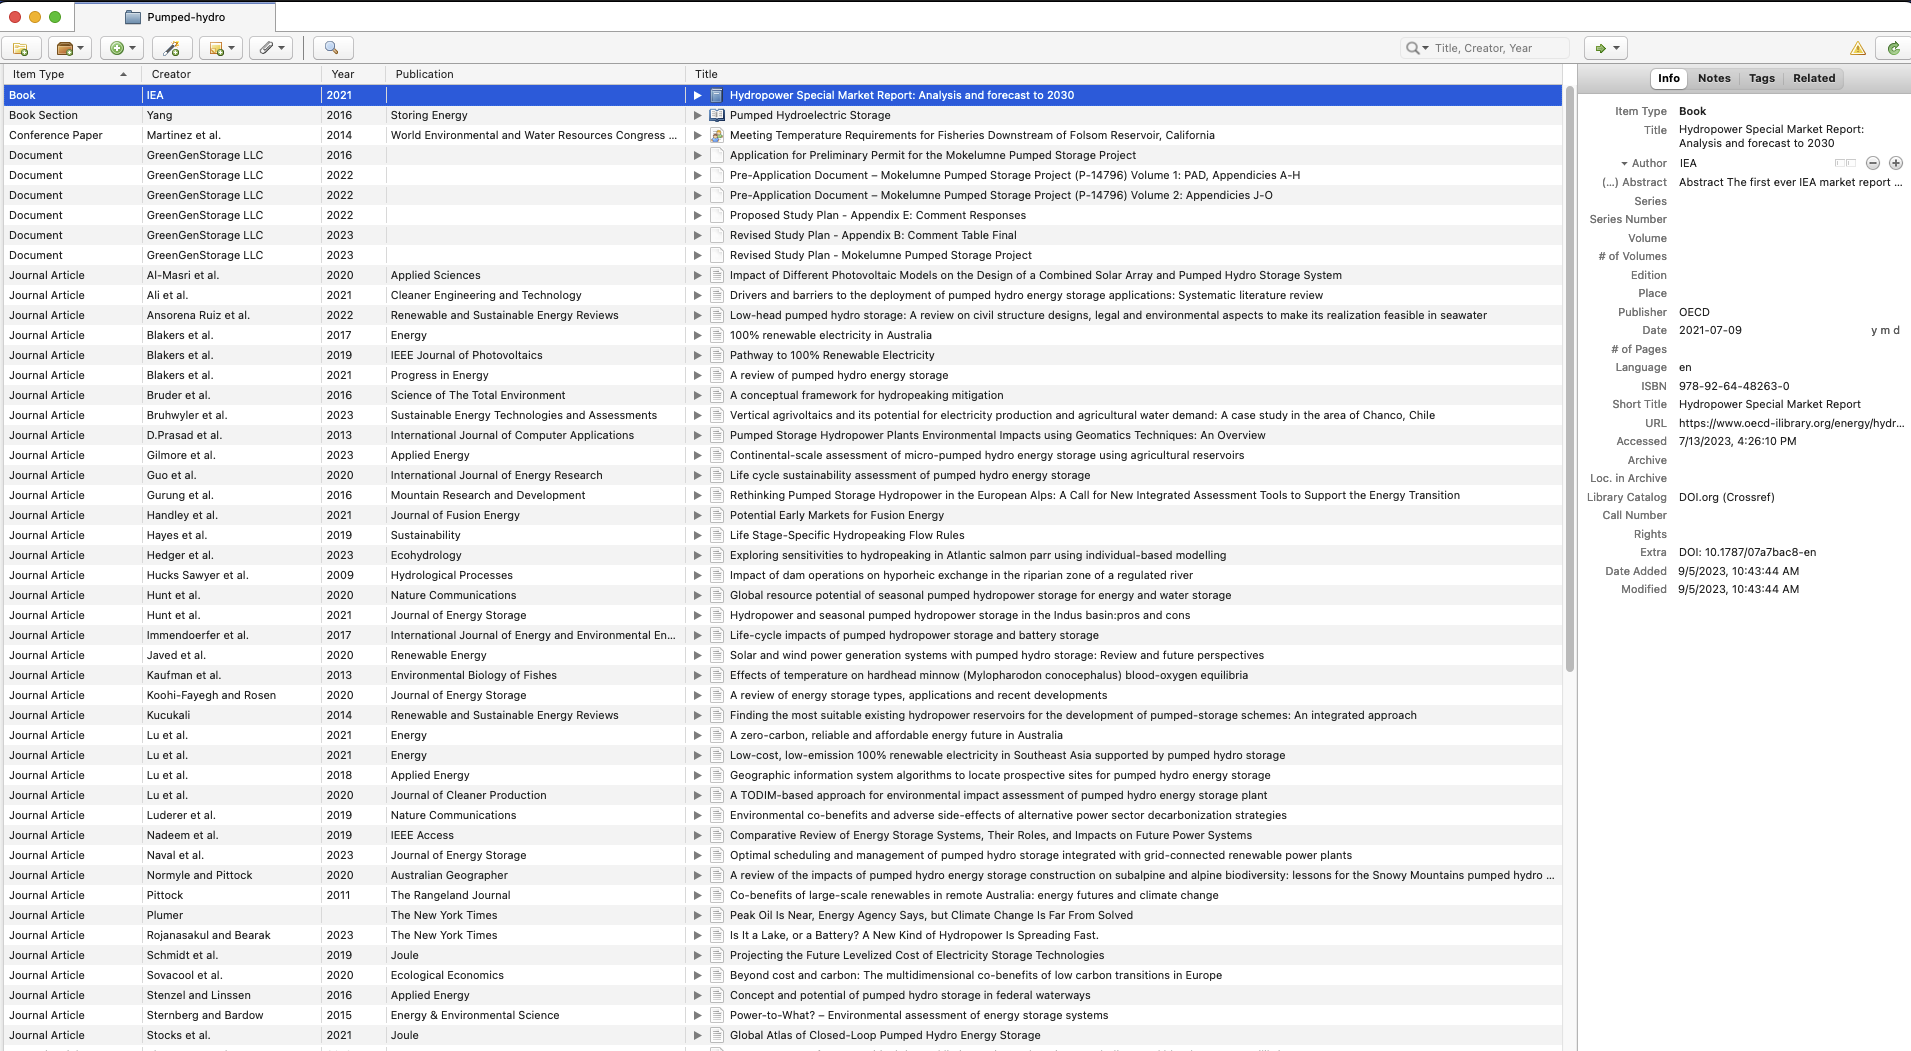 Pumped-hydro
Title, Creator, Year
Item Type Creator Year Publication Title
Book IEA 2021 Hydropower Special Market Report: Analysis and forecast to 2030
Book Section Yang 2016 Storing Energy Pumped Hydroelectric Storage
Conference Paper Martinez et al. 2014 World Environmental and Water Resources Congress ... Meeting Temperature Requirements for Fisheries Downstream of Folsom Reservoir, California
Document GreenGenStorage LLC 2016 Application for Preliminary Permit for the Mokelumne Pumped Storage Project
Document GreenGenStorage LLC 2022 Pre-Application Document – Mokelumne Pumped Storage Project (P-14796) Volume 1: PAD, Appendicies A-H
Document GreenGenStorage LLC 2022 Pre-Application Document – Mokelumne Pumped Storage Project (P-14796) Volume 2: Appendicies J-O
Document GreenGenStorage LLC 2022 Proposed Study Plan - Appendix E: Comment Responses
Document GreenGenStorage LLC 2023 Revised Study Plan - Appendix B: Comment Table Final
Document GreenGenStorage LLC 2023 Revised Study Plan - Mokelumne Pumped Storage Project
Journal Article Al-Masri et al. 2020 Applied Sciences Impact of Different Photovoltaic Models on the Design of a Combined Solar Array and Pumped Hydro Storage System
Journal Article Ali et al. 2021 Cleaner Engineering and Technology Drivers and barriers to the deployment of pumped hydro energy storage applications: Systematic literature review
Journal Article Ansorena Ruiz et al. 2022 Renewable and Sustainable Energy Reviews Low-head pumped hydro storage: A review on civil structure designs, legal and environmental aspects to make its realization feasible in seawater
Journal Article Blakers et al. 2017 Energy 100% renewable electricity in Australia
Journal Article Blakers et al. 2019 IEEE Journal of Photovoltaics Pathway to 100% Renewable Electricity
Journal Article Blakers et al. 2021 Progress in Energy A review of pumped hydro energy storage
Journal Article Bruder et al. 2016 Science of The Total Environment A conceptual framework for hydropeaking mitigation
Journal Article Bruhwyler et al. 2023 Sustainable Energy Technologies and Assessments Vertical agrivoltaics and its potential for electricity production and agricultural water demand: A case study in the area of Chanco, Chile
Journal Article D.Prasad et al. 2013 International Journal of Computer Applications Pumped Storage Hydropower Plants Environmental Impacts using Geomatics Techniques: An Overview
Journal Article Gilmore et al. 2023 Applied Energy Continental-scale assessment of micro-pumped hydro energy storage using agricultural reservoirs
Journal Article Guo et al. 2020 International Journal of Energy Research Life cycle sustainability assessment of pumped hydro energy storage
Journal Article Gurung et al. 2016 Mountain Research and Development Rethinking Pumped Storage Hydropower in the European Alps: A Call for New Integrated Assessment Tools to Support the Energy Transition
Journal Article Handley et al. 2021 Journal of Fusion Energy Potential Early Markets for Fusion Energy
Journal Article Hayes et al. 2019 Sustainability Life Stage-Specific Hydropeaking Flow Rules
Journal Article Hedger et al. 2023 Ecohydrology Exploring sensitivities to hydropeaking in Atlantic salmon parr using individual-based modelling
Journal Article Hucks Sawyer et al. 2009 Hydrological Processes Impact of dam operations on hyporheic exchange in the riparian zone of a regulated river
Journal Article Hunt et al. 2020 Nature Communications Global resource potential of seasonal pumped hydropower storage for energy and water storage
Journal Article Hunt et al. 2021 Journal of Energy Storage Hydropower and seasonal pumped hydropower storage in the Indus basin:pros and cons
Journal Article Immendoerfer et al. 2017 International Journal of Energy and Environmental En... Life-cycle impacts of pumped hydropower storage and battery storage
Journal Article Javed et al. 2020 Renewable Energy Solar and wind power generation systems with pumped hydro storage: Review and future perspectives
Journal Article Kaufman et al. 2013 Environmental Biology of Fishes Effects of temperature on hardhead minnow (Mylopharodon conocephalus) blood-oxygen equilibria
Journal Article Koohi-Fayegh and Rosen 2020 Journal of Energy Storage A review of energy storage types, applications and recent developments
Journal Article Kucukali 2014 Renewable and Sustainable Energy Reviews Finding the most suitable existing hydropower reservoirs for the development of pumped-storage schemes: An integrated approach
Journal Article Lu et al. 2021 Energy A zero-carbon, reliable and affordable energy future in Australia
Journal Article Lu et al. 2021 Energy Low-cost, low-emission 100% renewable electricity in Southeast Asia supported by pumped hydro storage
Journal Article Lu et al. 2018 Applied Energy Geographic information system algorithms to locate prospective sites for pumped hydro energy storage
Journal Article Lu et al. 2020 Journal of Cleaner Production A TODIM-based approach for environmental impact assessment of pumped hydro energy storage plant
Journal Article Luderer et al. 2019 Nature Communications Environmental co-benefits and adverse side-effects of alternative power sector decarbonization strategies
Journal Article Nadeem et al. 2019 IEEE Access Comparative Review of Energy Storage Systems, Their Roles, and Impacts on Future Power Systems
Journal Article Naval et al. 2023 Journal of Energy Storage Optimal scheduling and management of pumped hydro storage integrated with grid-connected renewable power plants
Journal Article Normyle and Pittock 2020 Australian Geographer A review of the impacts of pumped hydro energy storage construction on subalpine and alpine biodiversity: lessons for the Snowy Mountains pumped hydro ...
Journal Article Pittock 2011 The Rangeland Journal Co-benefits of large-scale renewables in remote Australia: energy futures and climate change
Journal Article Plumer The New York Times Peak Oil Is Near, Energy Agency Says, but Climate Change Is Far From Solved
Journal Article Rojanasakul and Bearak 2023 The New York Times Is It a Lake, or a Battery? A New Kind of Hydropower Is Spreading Fast.
Journal Article Schmidt et al. 2019 Joule Projecting the Future Levelized Cost of Electricity Storage Technologies
Journal Article Sovacool et al. 2020 Ecological Economics Beyond cost and carbon: The multidimensional co-benefits of low carbon transitions in Europe
Journal Article Stenzel and Linssen 2016 Applied Energy Concept and potential of pumped hydro storage in federal waterways
Journal Article Sternberg and Bardow 2015 Energy & Environmental Science Power-to-What? – Environmental assessment of energy storage systems
Journal Article Stocks et al. 2021 Joule Global Atlas of Closed-Loop Pumped Hydro Energy Storage
Info Notes Tags Related
Item Type Book
Title Hydropower Special Market Report:
Analysis and forecast to 2030
Author IEA
(...) Abstract Abstract The first ever IEA market report ...
Series
Series Number
Volume
# of Volumes
Edition
Place
Publisher OECD
Date 2021-07-09 y m d
# of Pages
Language en
ISBN 978-92-64-48263-0
Short Title Hydropower Special Market Report
URL https://www.oecd-ilibrary.org/energy/hydr...
Accessed 7/13/2023, 4:26:10 PM
Archive
Loc. in Archive
Library Catalog DOI.org (Crossref)
Call Number
Rights
Extra DOI: 10.1787/07a7bac8-en
Date Added 9/5/2023, 10:43:44 AM
Modified 9/5/2023, 10:43:44 AM